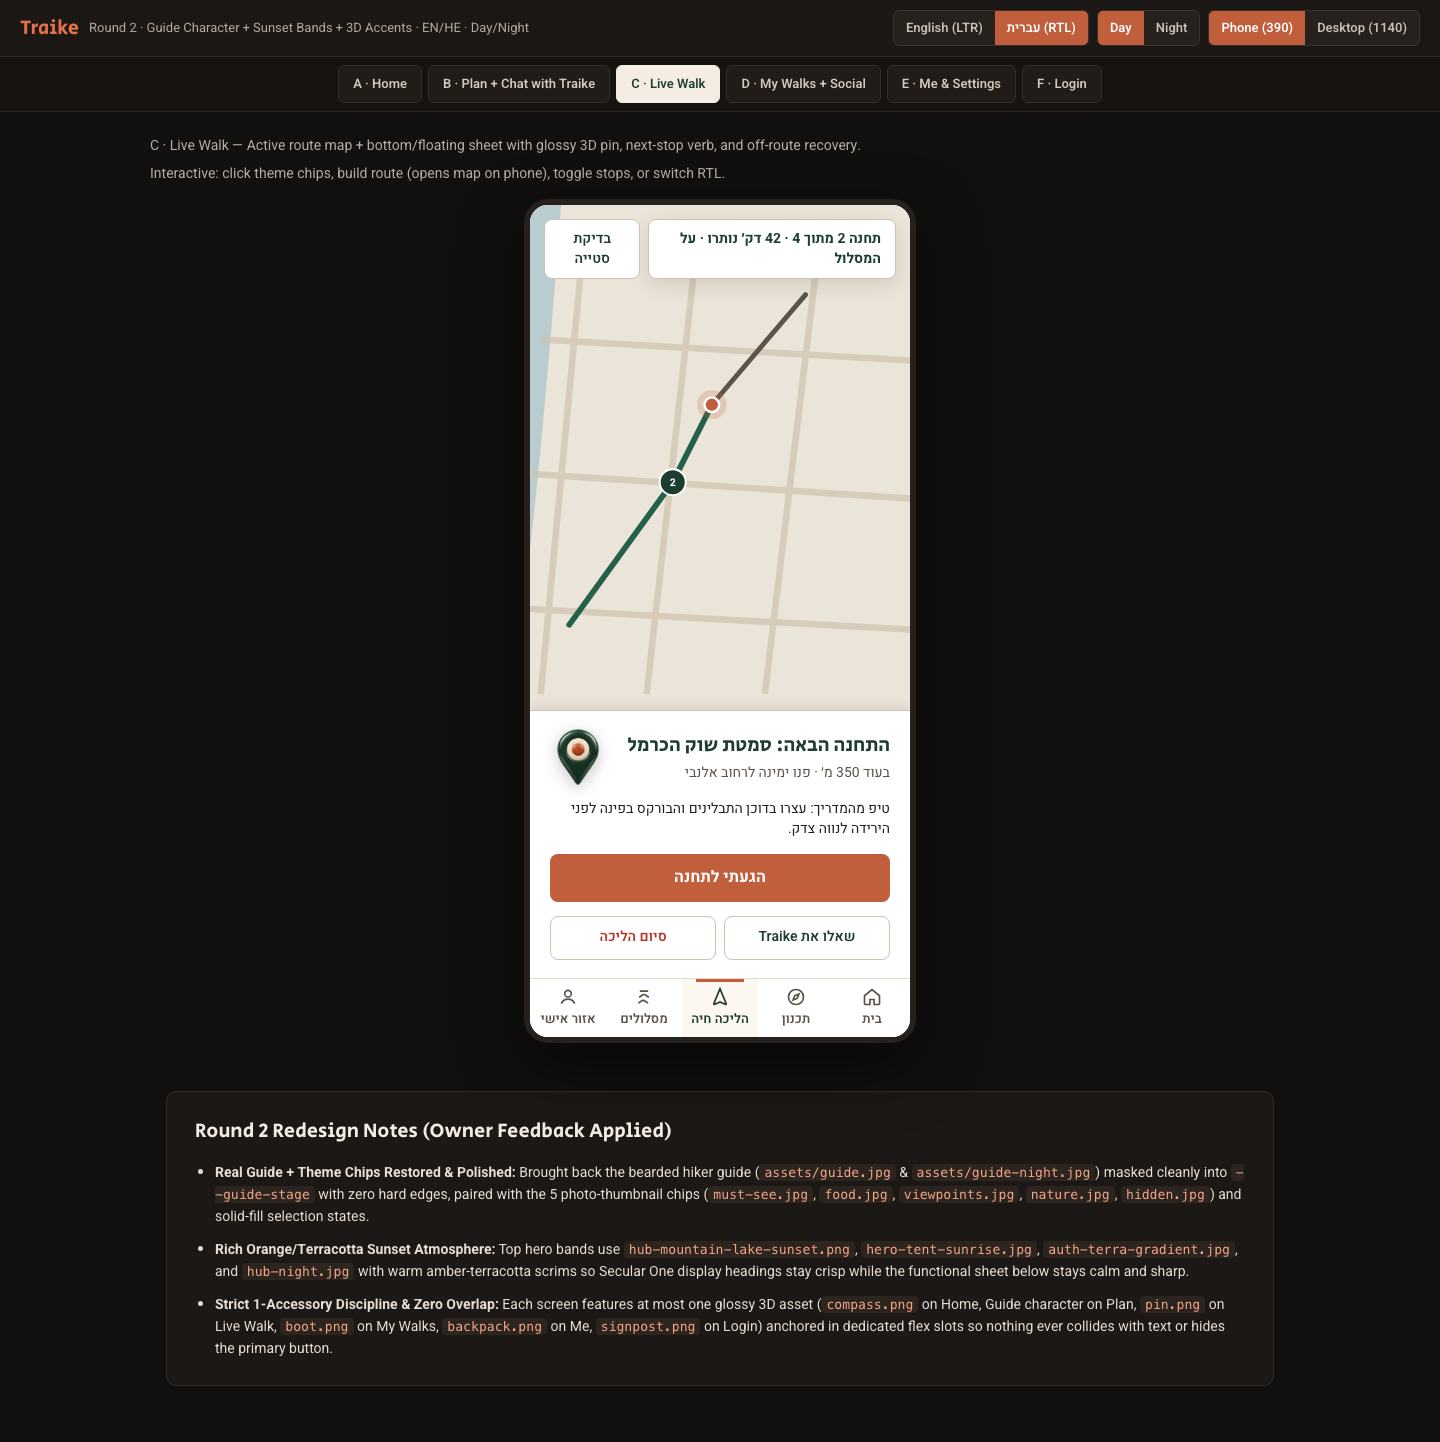 Traike Round 2 · Guide Character + Sunset Bands + 3D Accents · EN/HE · Day/Night
English (LTR) עברית (RTL) Day Night Phone (390) Desktop (1140)
A · Home B · Plan + Chat with Traike C · Live Walk D · My Walks + Social E · Me & Settings F · Login
C · Live Walk — Active route map + bottom/floating sheet with glossy 3D pin, next-stop verb, and off-route recovery.
Interactive: click theme chips, build route (opens map on phone), toggle stops, or switch RTL.
תחנה 2 מתוך 4 · 42 דק׳ נותרו · על
המסלול
בדיקת
סטייה
2
התחנה הבאה: סמטת שוק הכרמל
בעוד 350 מ׳ · פנו ימינה לרחוב אלנבי
טיפ מהמדריך: עצרו בדוכן התבלינים והבורקס בפינה לפני
הירידה לנווה צדק.
הגעתי לתחנה
שאלו את Traike
סיום הליכה
בית
תכנון
הליכה חיה
מסלולים
אזור אישי
Round 2 Redesign Notes (Owner Feedback Applied)
• Real Guide + Theme Chips Restored & Polished: Brought back the bearded hiker guide ( assets/guide.jpg & assets/guide-night.jpg ) masked cleanly into -
-guide-stage with zero hard edges, paired with the 5 photo-thumbnail chips ( must-see.jpg , food.jpg , viewpoints.jpg , nature.jpg , hidden.jpg ) and
solid-fill selection states.
• Rich Orange/Terracotta Sunset Atmosphere: Top hero bands use hub-mountain-lake-sunset.png , hero-tent-sunrise.jpg , auth-terra-gradient.jpg ,
and hub-night.jpg with warm amber-terracotta scrims so Secular One display headings stay crisp while the functional sheet below stays calm and sharp.
• Strict 1-Accessory Discipline & Zero Overlap: Each screen features at most one glossy 3D asset ( compass.png on Home, Guide character on Plan, pin.png on
Live Walk, boot.png on My Walks, backpack.png on Me, signpost.png on Login) anchored in dedicated flex slots so nothing ever collides with text or hides
the primary button.